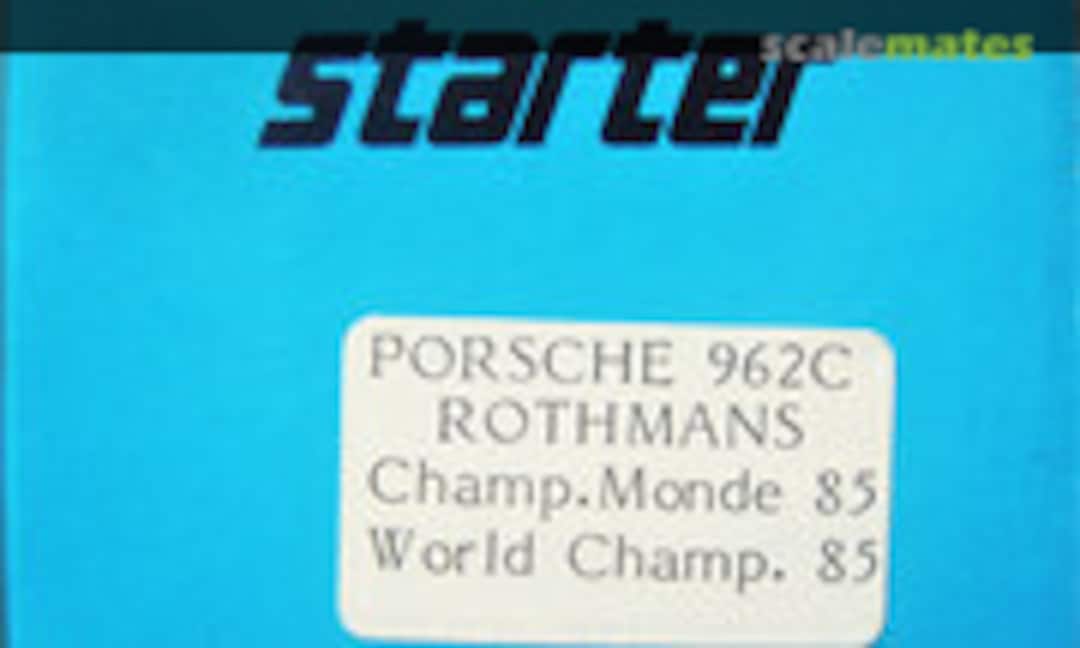 scalemates
starter
PORSCHE 962C
ROTHMANS
Champ.Monde 85
World Champ. 85